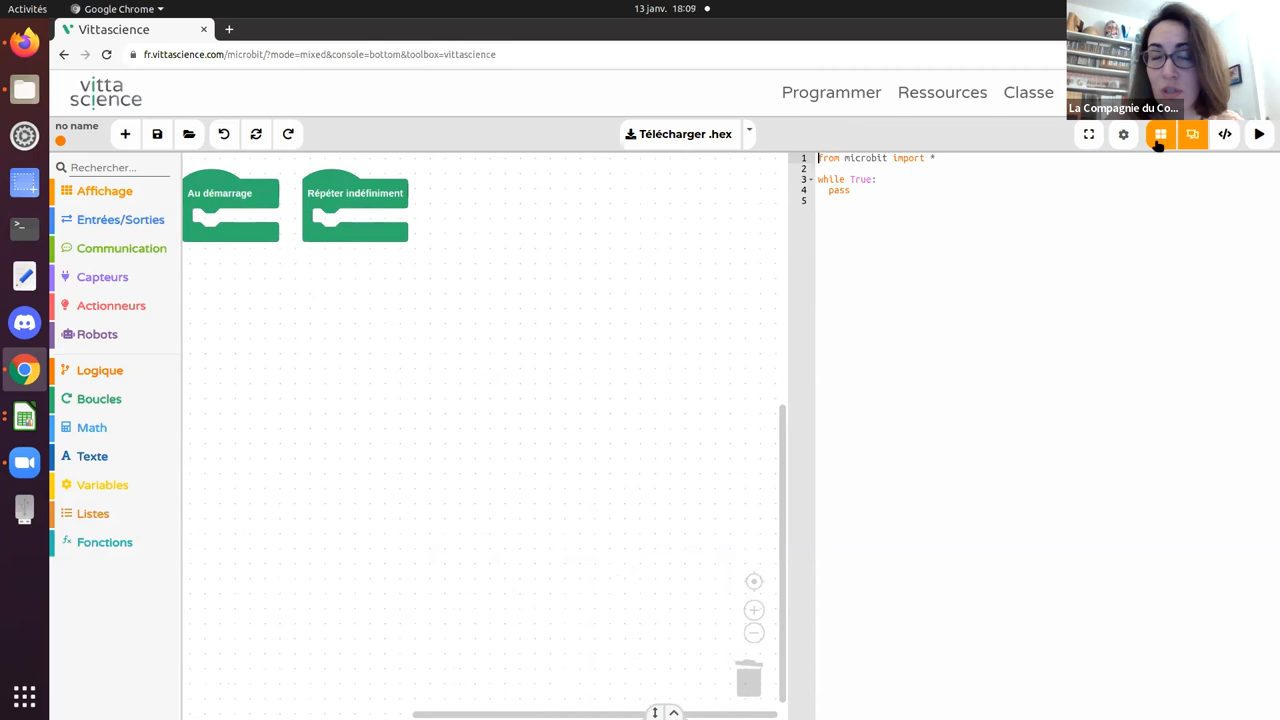 Activités
Google Chrome
13 janv. 18:09
Vittascience
fr.vittascience.com/microbit/?mode=mixed&console=bottom&toolbox=vittascience
vitta
science
Programmer
Ressources
Classe
La Compagnie du Co...
no name
Télécharger .hex
Rechercher...
Affichage
Entrées/Sorties
Communication
Capteurs
Actionneurs
Robots
Logique
Boucles
Math
Texte
Variables
Listes
Fonctions
Au démarrage
Répéter indéfiniment
1 from microbit import *
2
3 while True:
4 pass
5